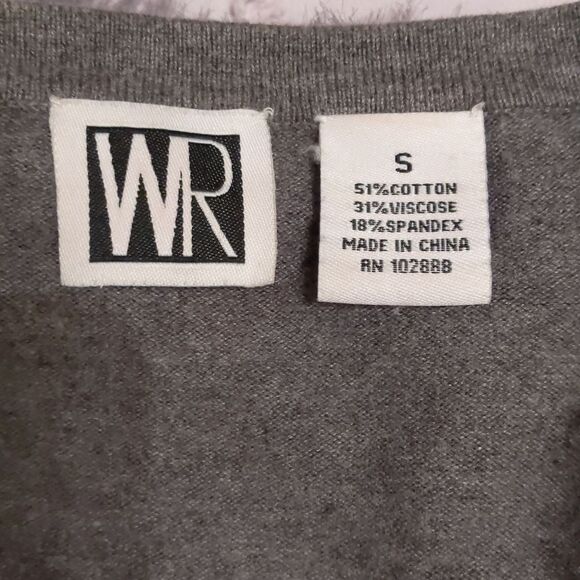 WR
S
51%COTTON
31%VISCOSE
18%SPANDEX
MADE IN CHINA
RN 102888